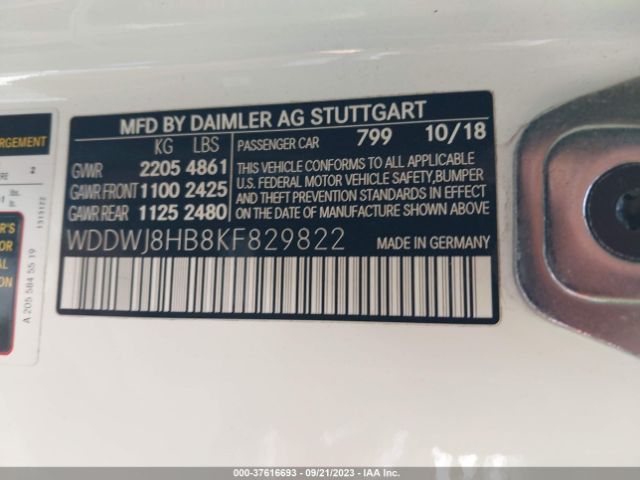 MFD BY DAIMLER AG STUTTGART
KG LBS
GVWR 2205 4861
GAWR FRONT 1100 2425
GAWR REAR 1125 2480
PASSENGER CAR 799 10/18
THIS VEHICLE CONFORMS TO ALL APPLICABLE
U.S. FEDERAL MOTOR VEHICLE SAFETY,BUMPER
AND THEFT PREVENTION STANDARDS IN EFFECT
ON THE DATE OF MANUFACTURE SHOWN ABOVE.
WDDWJ8HB8KF829822
A 205 584 55 19
000-37616693 - 09/21/2023 - IAA Inc.